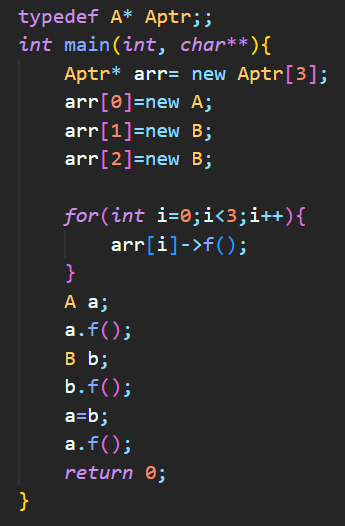 typedef A* Aptr;;
int main(int, char**){
    Aptr* arr= new Aptr[3];
    arr[0]=new A;
    arr[1]=new B;
    arr[2]=new B;

    for(int i=0;i<3;i++){
        arr[i]->f();
    }
    A a;
    a.f();
    B b;
    b.f();
    a=b;
    a.f();
    return 0;
}